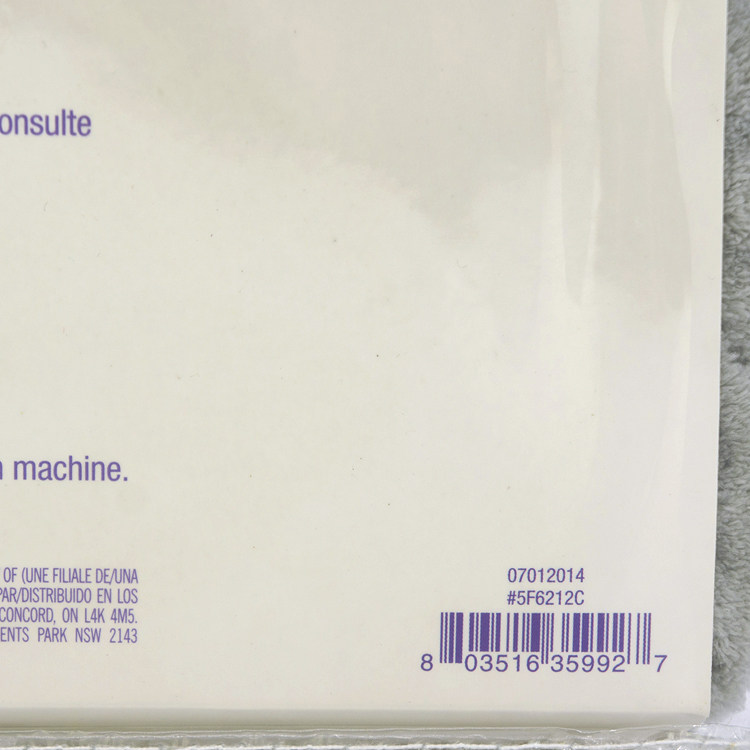 onsulte
machine.
OF (UNE FILIALE DE/UNA
PAR/DISTRIBUIDO EN LOS
CONCORD, ON L4K 4M5.
ENTS PARK NSW 2143
07012014
#5F6212C
8 03516 35992 7